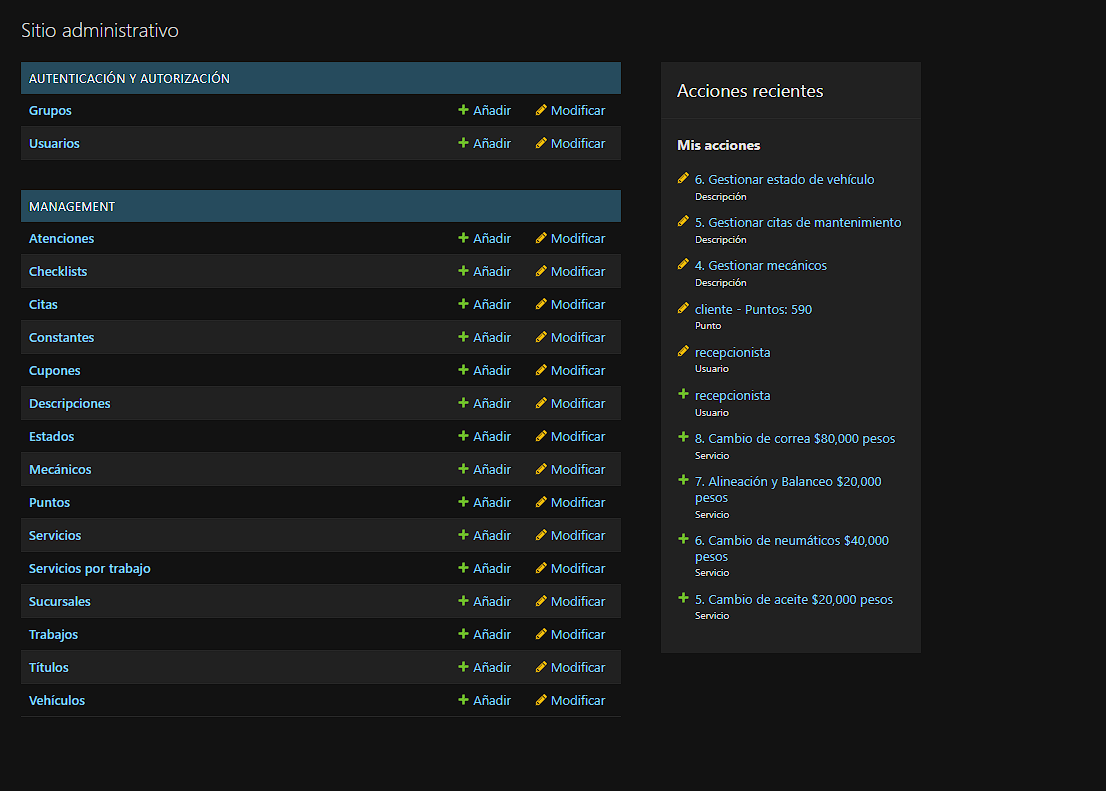 Sitio administrativo
AUTENTICACIÓN Y AUTORIZACIÓN
Grupos Añadir Modificar
Usuarios Añadir Modificar
MANAGEMENT
Atenciones Añadir Modificar
Checklists Añadir Modificar
Citas Añadir Modificar
Constantes Añadir Modificar
Cupones Añadir Modificar
Descripciones Añadir Modificar
Estados Añadir Modificar
Mecánicos Añadir Modificar
Puntos Añadir Modificar
Servicios Añadir Modificar
Servicios por trabajo Añadir Modificar
Sucursales Añadir Modificar
Trabajos Añadir Modificar
Títulos Añadir Modificar
Vehículos Añadir Modificar
Acciones recientes
Mis acciones
6. Gestionar estado de vehículo
Descripción
5. Gestionar citas de mantenimiento
Descripción
4. Gestionar mecánicos
Descripción
cliente - Puntos: 590
Punto
recepcionista
Usuario
recepcionista
Usuario
8. Cambio de correa $80,000 pesos
Servicio
7. Alineación y Balanceo $20,000
pesos
Servicio
6. Cambio de neumáticos $40,000
pesos
Servicio
5. Cambio de aceite $20,000 pesos
Servicio